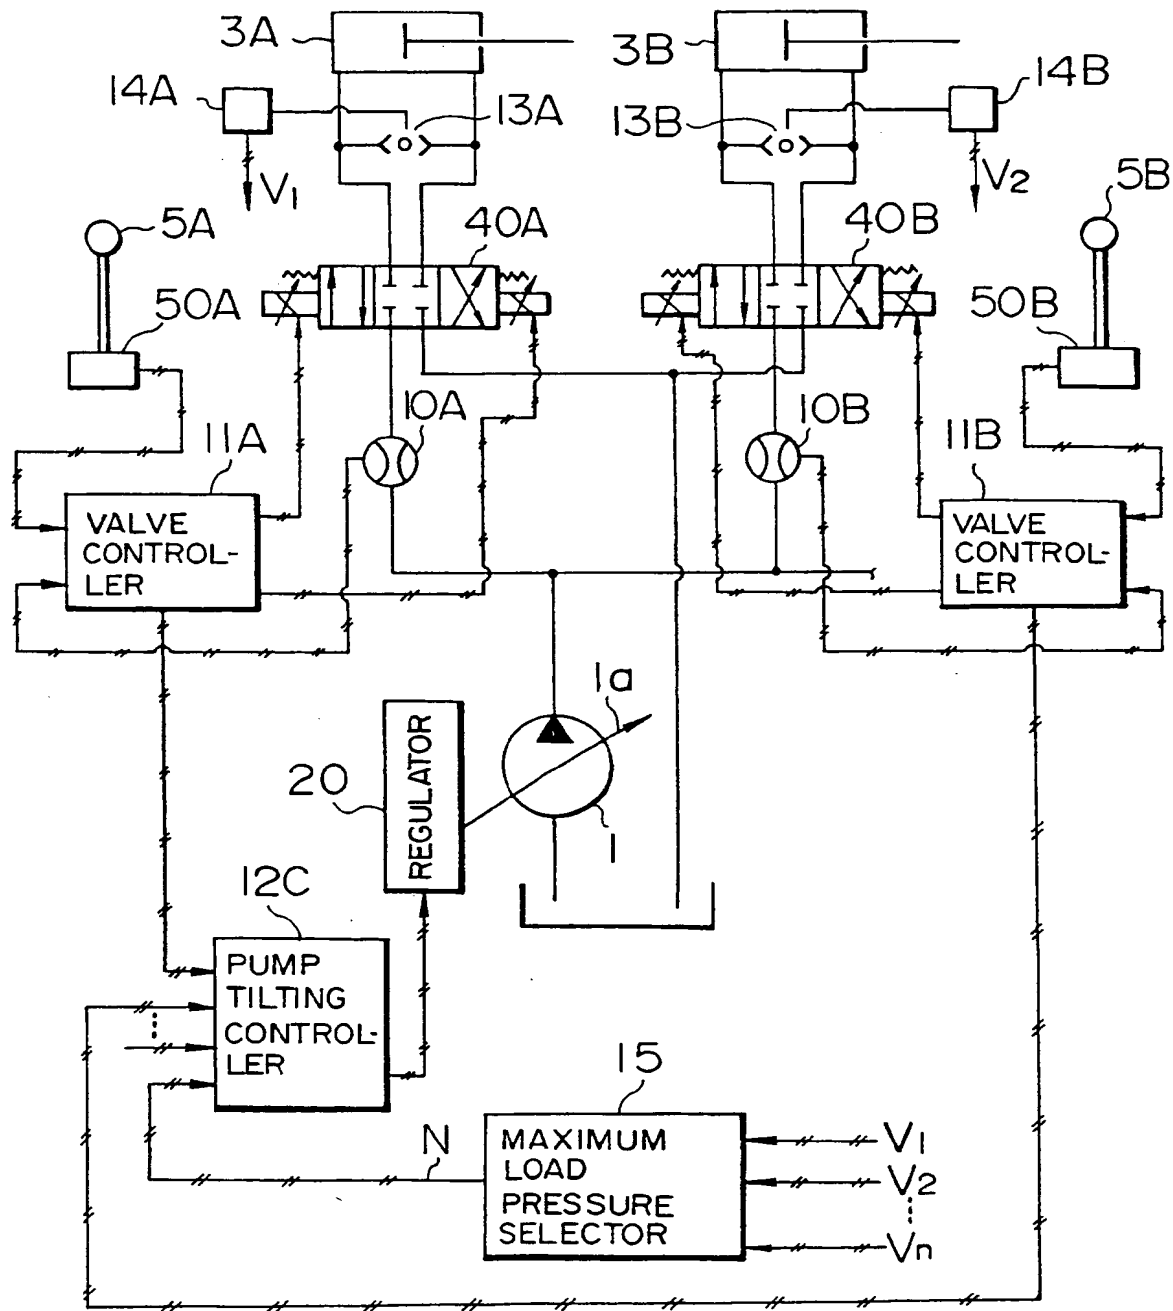 3A
3B
14A
14B
13A
13B
V1
V2
5A
5B
40A
40B
50A
50B
10A
10B
11A
11B
VALVE
CONTROL-
LER
VALVE
CONTROL-
LER
1a
20
REGULATOR
1
12C
PUMP
TILTING
CONTROL-
LER
15
N
MAXIMUM
LOAD
PRESSURE
SELECTOR
V1
V2
Vn